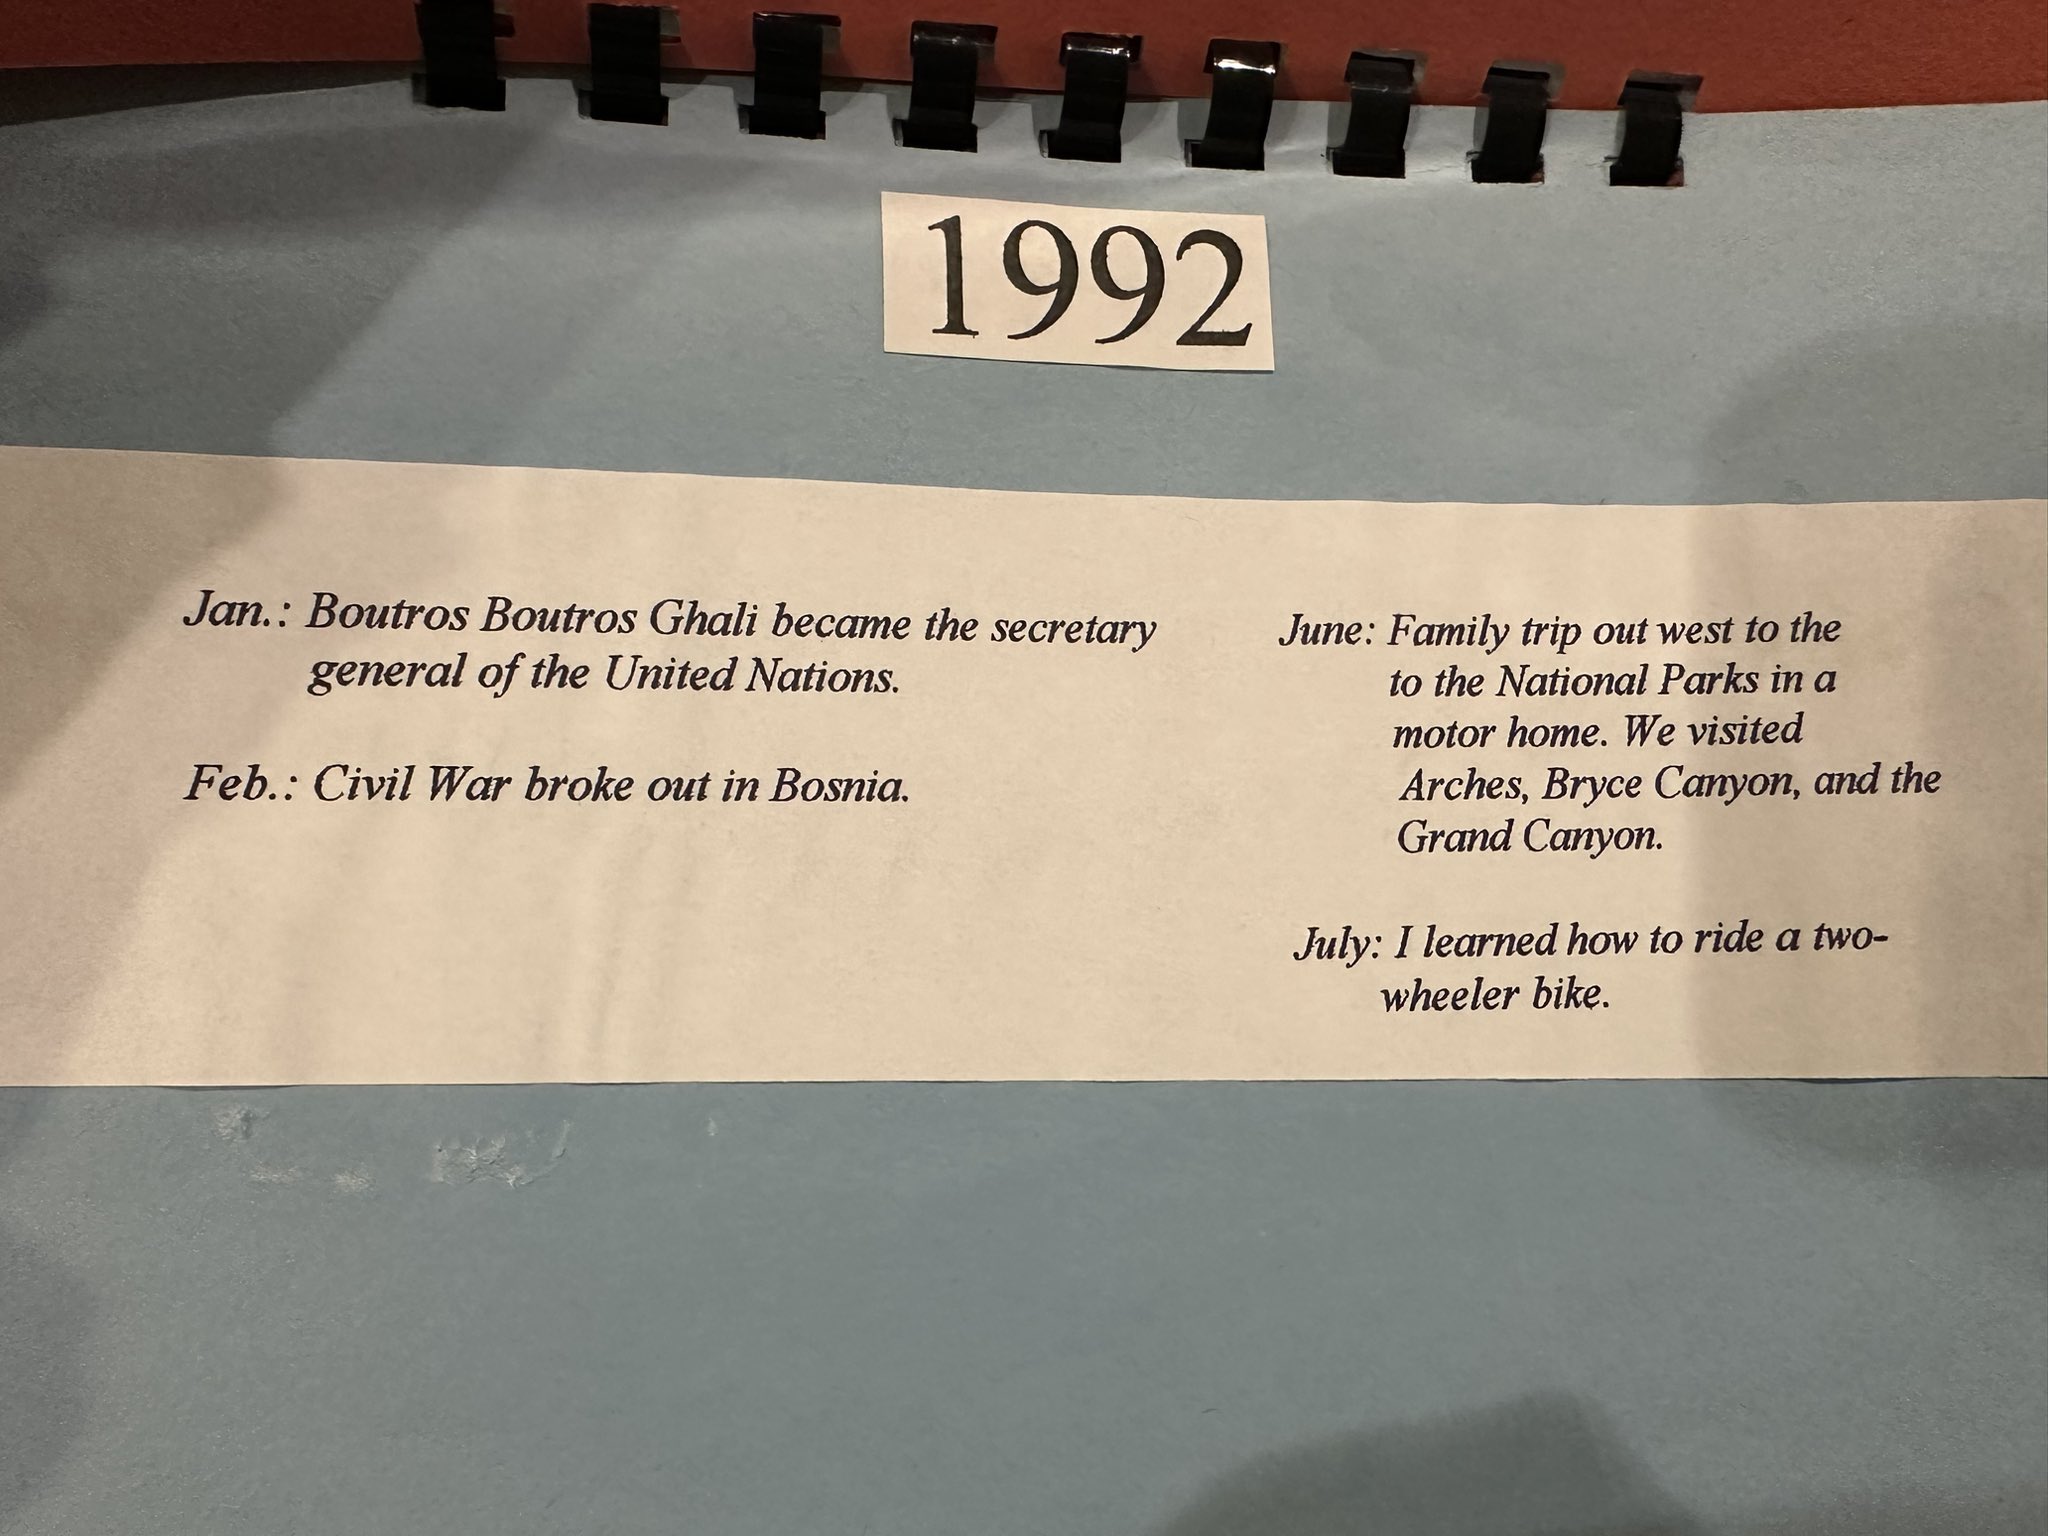 1992
Jan.: Boutros Boutros Ghali became the secretary
general of the United Nations.
Feb.: Civil War broke out in Bosnia.
June: Family trip out west to the
to the National Parks in a
motor home. We visited
Arches, Bryce Canyon, and the
Grand Canyon.
July: I learned how to ride a two-
wheeler bike.